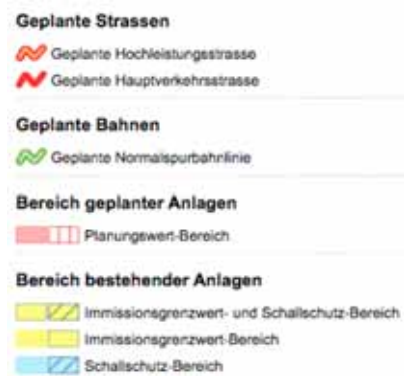 Geplante Strassen
Geplante Hochleistungsstrasse
Geplante Hauptverkehrsstrasse
Geplante Bahnen
Geplante Normalspurbahnlinie
Bereich geplanter Anlagen
Planungswert-Bereich
Bereich bestehender Anlagen
Immissionsgrenzwert- und Schallschutz-Bereich
Immissionsgrenzwert-Bereich
Schallschutz-Bereich